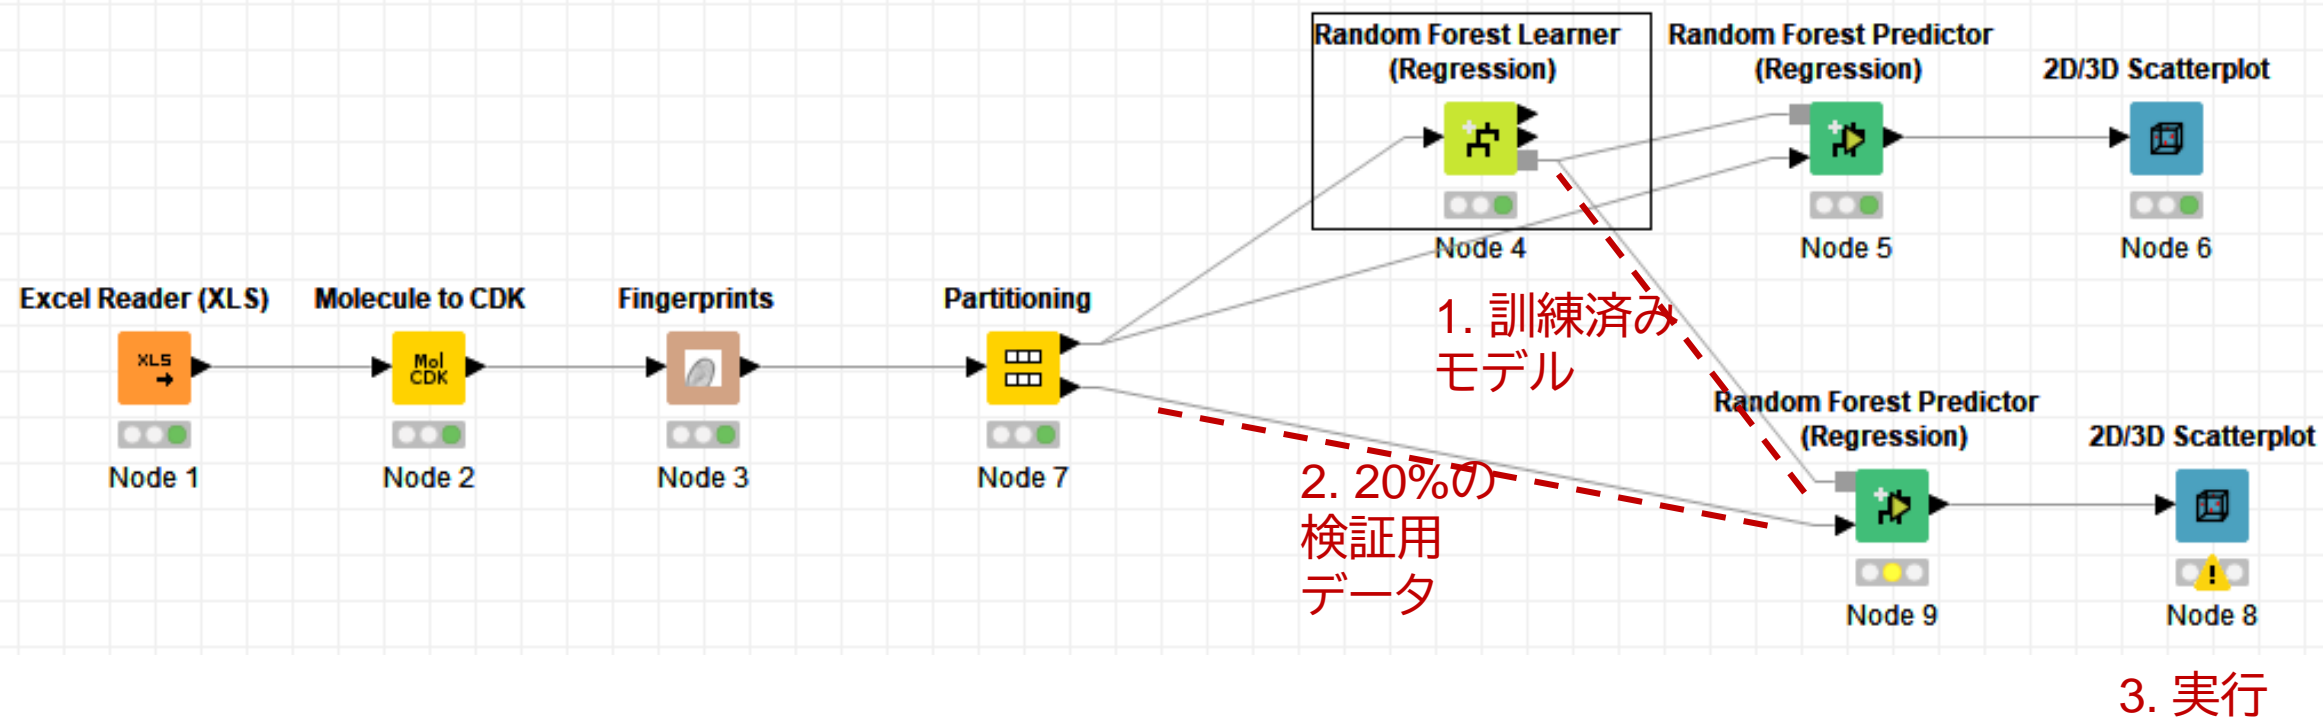 Random Forest Learner
(Regression)
Random Forest Predictor
(Regression)
2D/3D Scatterplot
Node 4
Node 5
Node 6
Excel Reader (XLS)
Molecule to CDK
Fingerprints
Partitioning
XLS
Mol
CDK
Node 1
Node 2
Node 3
Node 7
1. 訓練済み
モデル
2. 20%の
検証用
データ
Random Forest Predictor
(Regression)
2D/3D Scatterplot
Node 9
Node 8
3. 実行